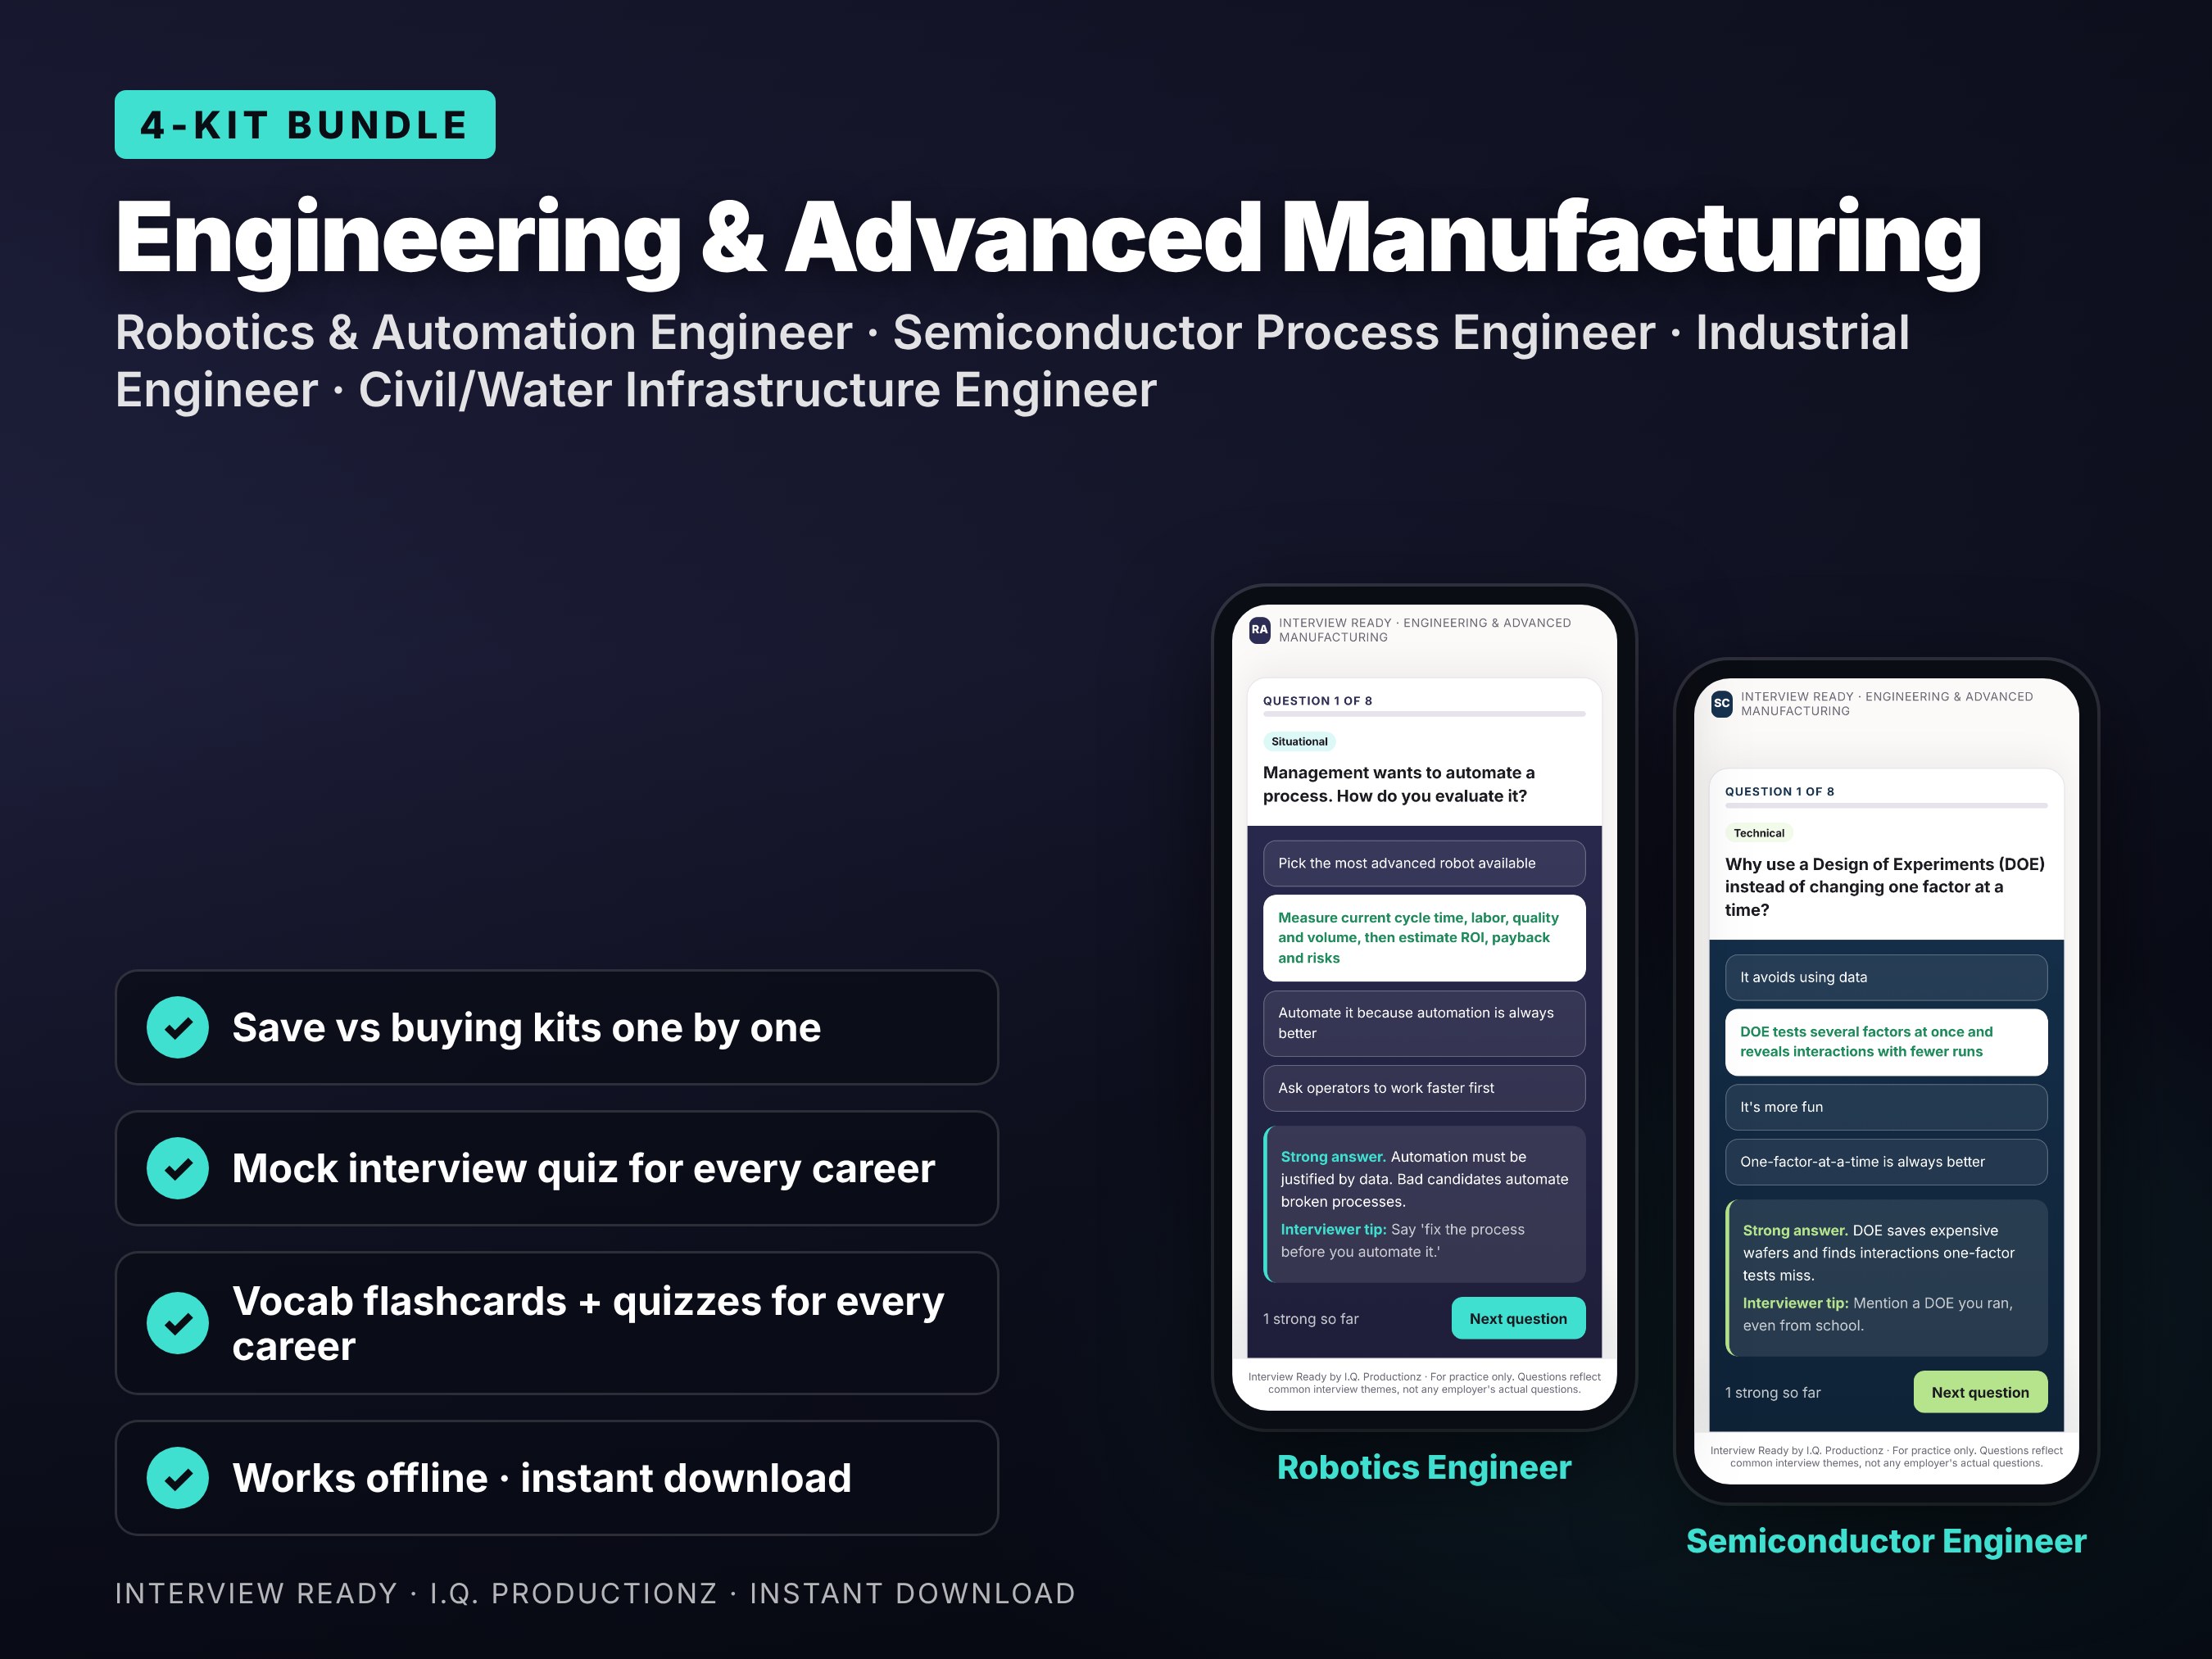 4-KIT BUNDLE
Engineering & Advanced Manufacturing
Robotics & Automation Engineer · Semiconductor Process Engineer · Industrial
Engineer · Civil/Water Infrastructure Engineer
Save vs buying kits one by one
Mock interview quiz for every career
Vocab flashcards + quizzes for every
career
Works offline · instant download
INTERVIEW READY · I.Q. PRODUCTIONZ · INSTANT DOWNLOAD
RA
INTERVIEW READY · ENGINEERING & ADVANCED
MANUFACTURING
QUESTION 1 OF 8
Situational
Management wants to automate a
process. How do you evaluate it?
Pick the most advanced robot available
Measure current cycle time, labor, quality
and volume, then estimate ROI, payback
and risks
Automate it because automation is always
better
Ask operators to work faster first
Strong answer. Automation must be
justified by data. Bad candidates automate
broken processes.
Interviewer tip: Say 'fix the process
before you automate it.'
1 strong so far
Next question
Interview Ready by I.Q. Productionz · For practice only. Questions reflect
common interview themes, not any employer's actual questions.
Robotics Engineer
SC
INTERVIEW READY · ENGINEERING & ADVANCED
MANUFACTURING
QUESTION 1 OF 8
Technical
Why use a Design of Experiments (DOE)
instead of changing one factor at a
time?
It avoids using data
DOE tests several factors at once and
reveals interactions with fewer runs
It's more fun
One-factor-at-a-time is always better
Strong answer. DOE saves expensive
wafers and finds interactions one-factor
tests miss.
Interviewer tip: Mention a DOE you ran,
even from school.
1 strong so far
Next question
Interview Ready by I.Q. Productionz · For practice only. Questions reflect
common interview themes, not any employer's actual questions.
Semiconductor Engineer